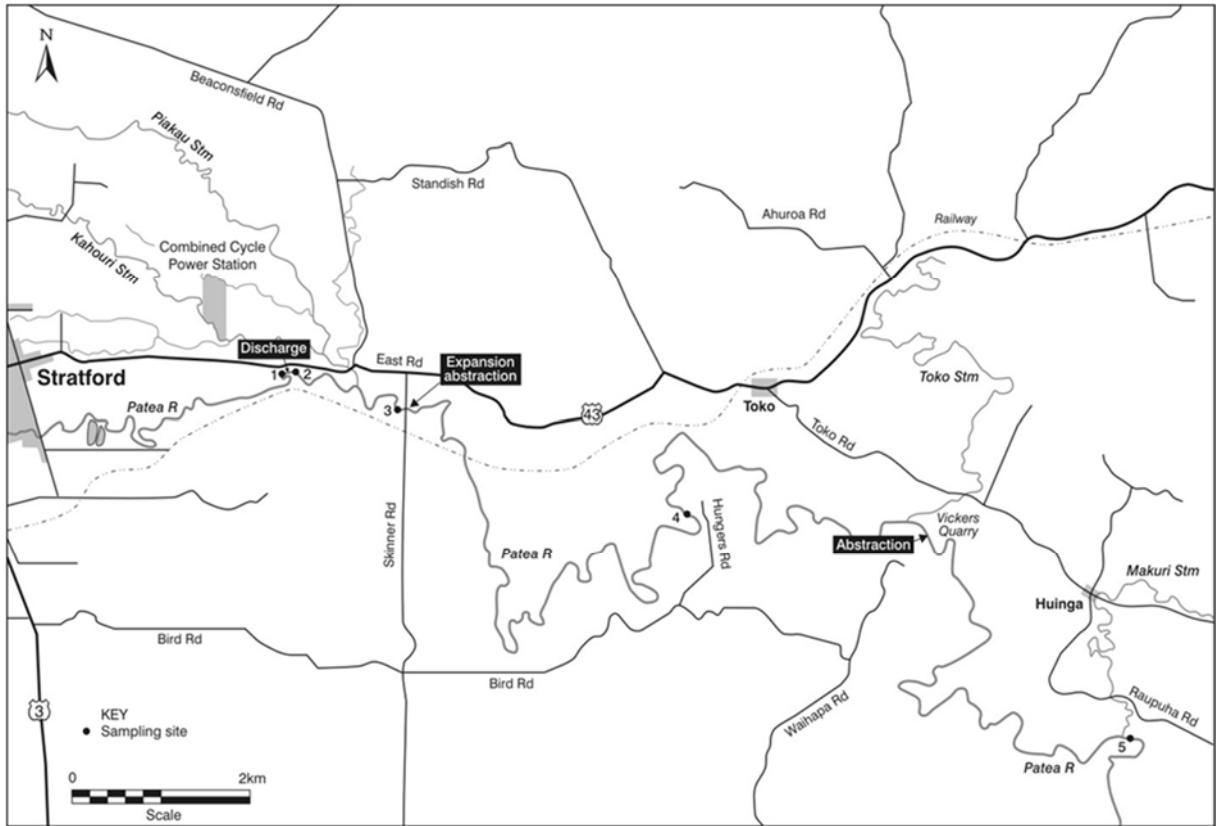 N
Beaconsfield Rd
Piakau Stm
Standish Rd
Ahuroa Rd
Railway
Kahouri Stm
Combined Cycle
Power Station
Discharge
East Rd
Expansion
abstraction
Stratford
1
2
Patea R
3
43
Toko
Toko Stm
Toko Rd
4
Hungers Rd
Skinner Rd
Patea R
Vickers
Quarry
Abstraction
Makuri Stm
Huinga
Bird Rd
Bird Rd
Waihapa Rd
Raupuha Rd
3
KEY
Sampling site
5
Patea R
0
2km
Scale